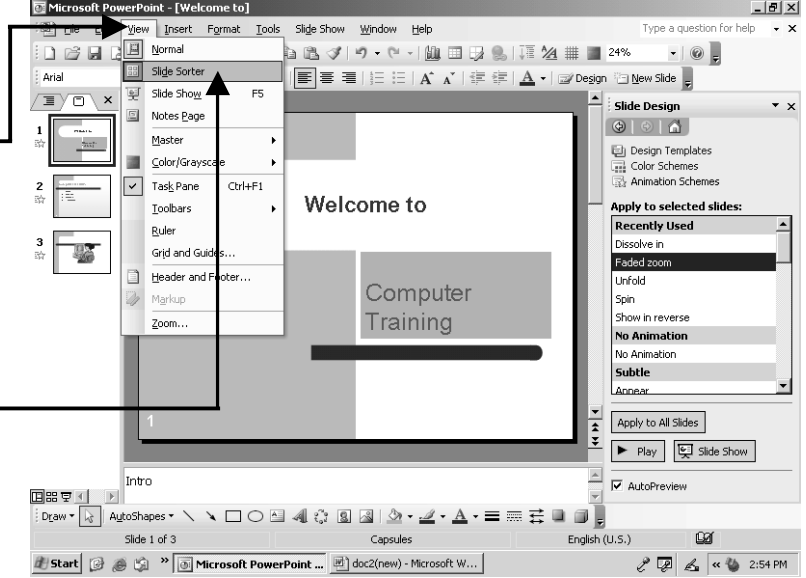 Microsoft PowerPoint - [Welcome to]
File View Insert Format Tools Slide Show Window Help Type a question for help
24%
Arial Design New Slide
Normal
Slide Sorter
Slide Show F5
Notes Page
Master
Color/Grayscale
Task Pane Ctrl+F1
Toolbars
Ruler
Grid and Guides...
Header and Footer...
Markup
Zoom...
1
2
3
Welcome to
Computer
Training
1
Intro
Slide Design
Design Templates
Color Schemes
Animation Schemes
Apply to selected slides:
Recently Used
Dissolve in
Faded zoom
Unfold
Spin
Show in reverse
No Animation
No Animation
Subtle
Appear
Apply to All Slides
Play Slide Show
AutoPreview
Draw AutoShapes
Slide 1 of 3 Capsules English (U.S.)
Start Microsoft PowerPoint ... doc2(new) - Microsoft W... 2:54 PM